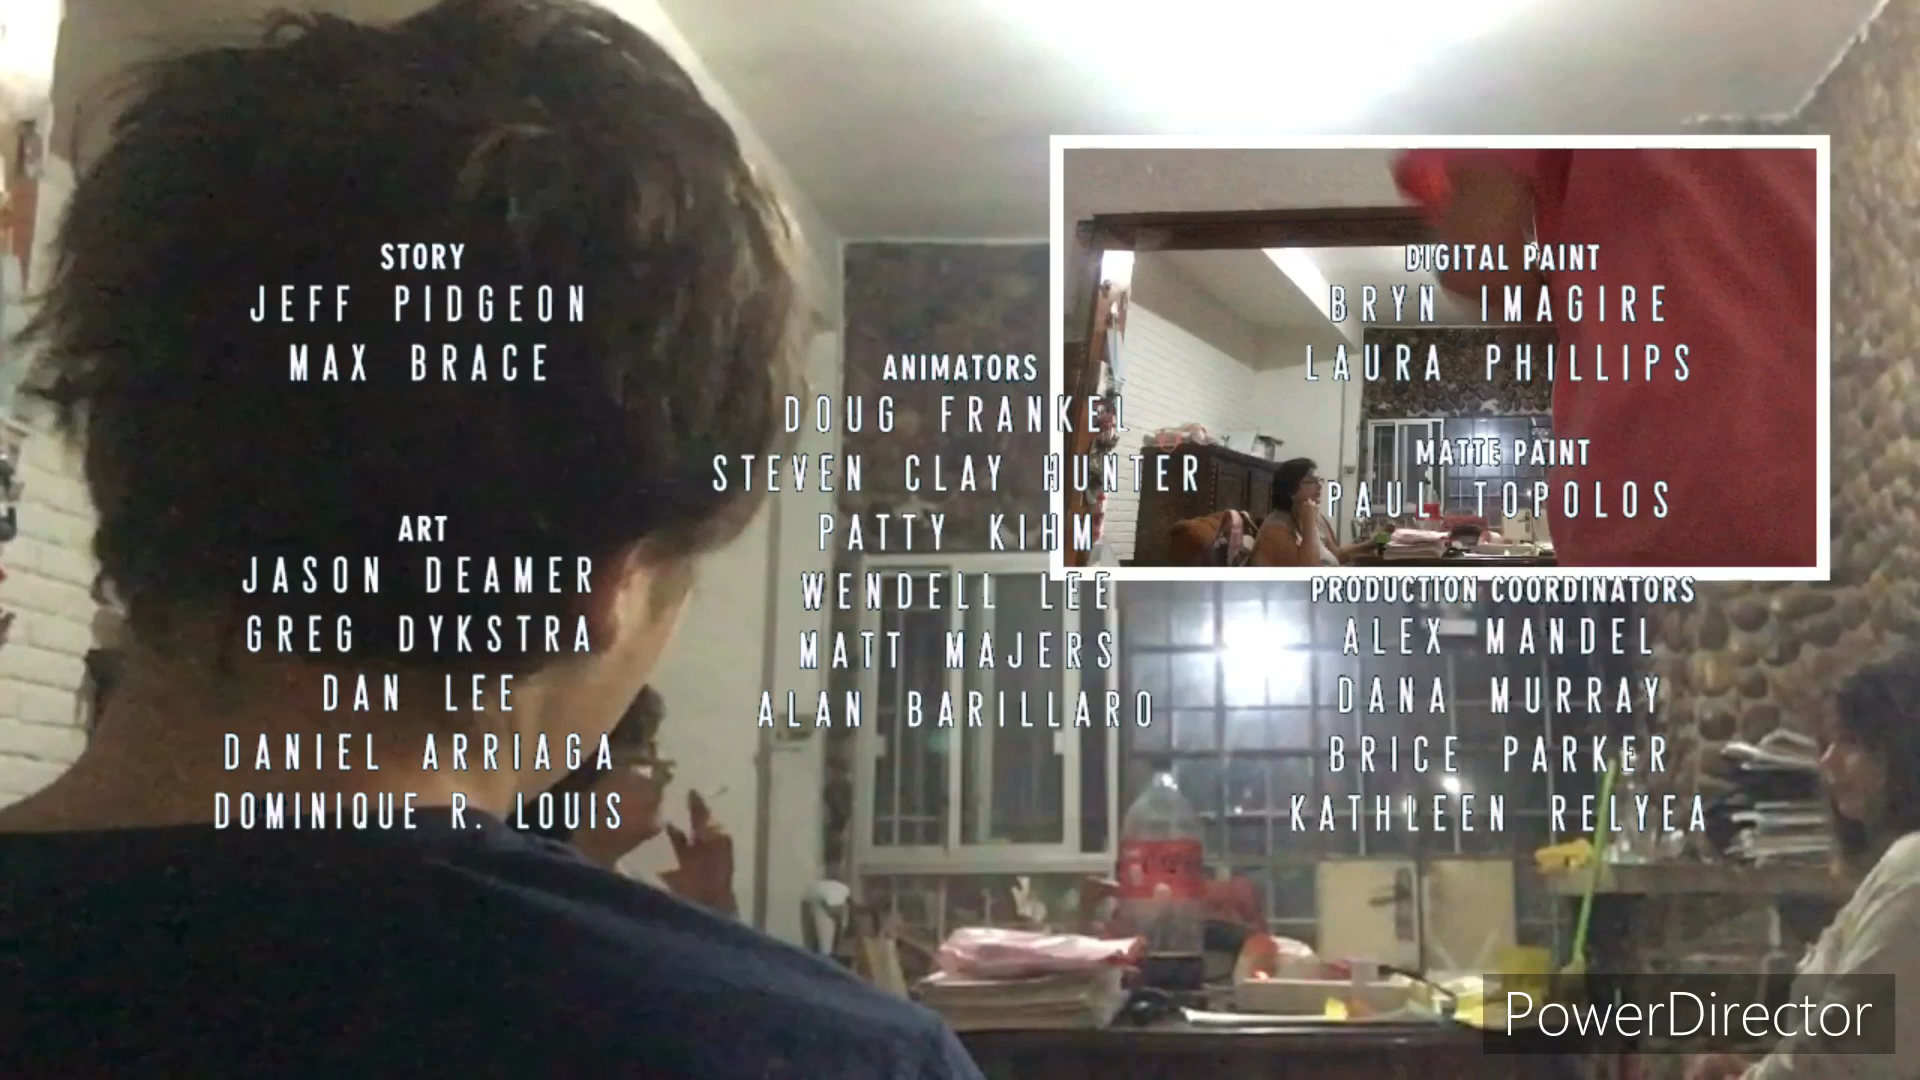 STORY
JEFF PIDGEON
MAX BRACE
ART
JASON DEAMER
GREG DYKSTRA
DAN LEE
DANIEL ARRIAGA
DOMINIQUE R. LOUIS
ANIMATORS
DOUG FRANKEL
STEVEN CLAY HUNTER
PATTY KIHM
WENDELL LEE
MATT MAJERS
ALAN BARILLARO
DIGITAL PAINT
BRYN IMAGIRE
LAURA PHILLIPS
MATTE PAINT
PAUL TOPOLOS
PRODUCTION COORDINATORS
ALEX MANDEL
DANA MURRAY
BRICE PARKER
KATHLEEN RELYEA
PowerDirector